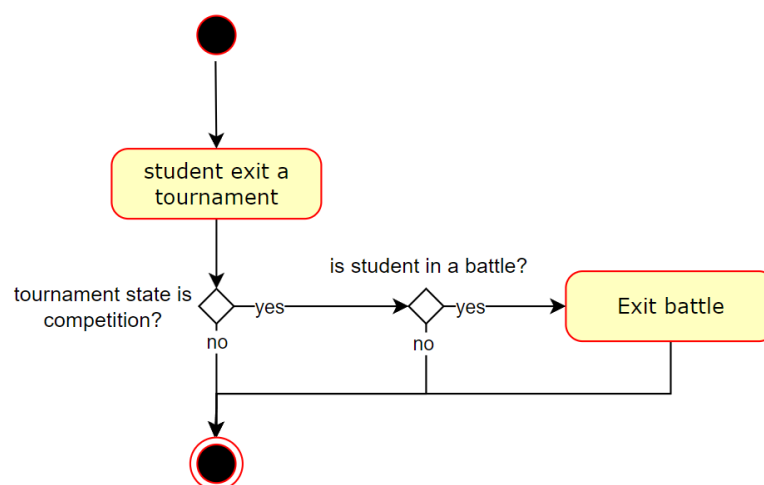 student exit a
tournament
is student in a battle?
tournament state is
competition?
yes
yes
Exit battle
no
no